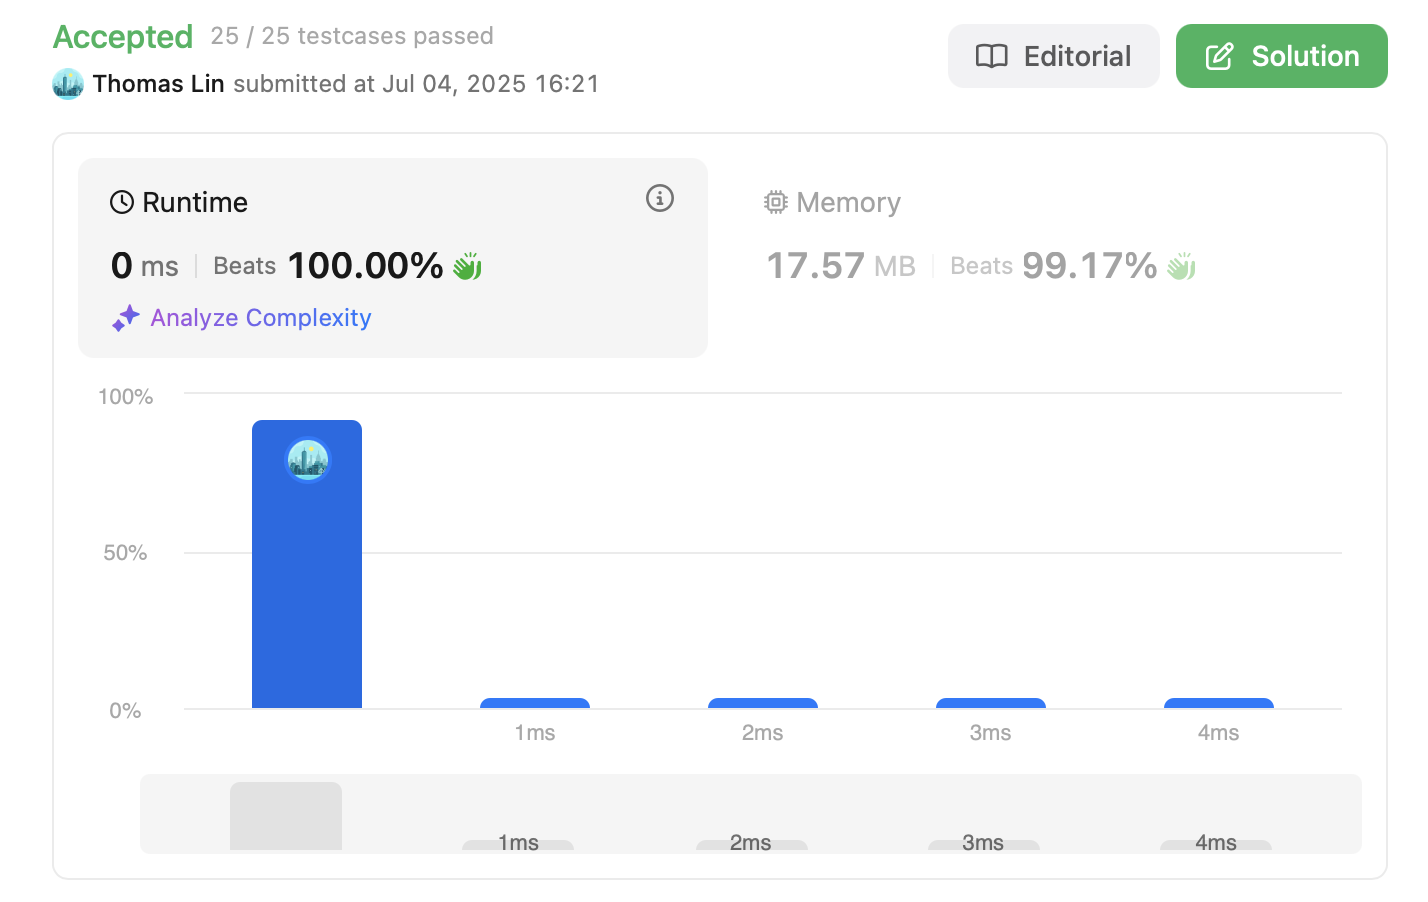 Accepted 25 / 25 testcases passed
Thomas Lin submitted at Jul 04, 2025 16:21
Editorial
Solution
Runtime
0 ms Beats 100.00%
Analyze Complexity
Memory
17.57 MB Beats 99.17%
100%
50%
0%
1ms 2ms 3ms 4ms
1ms 2ms 3ms 4ms